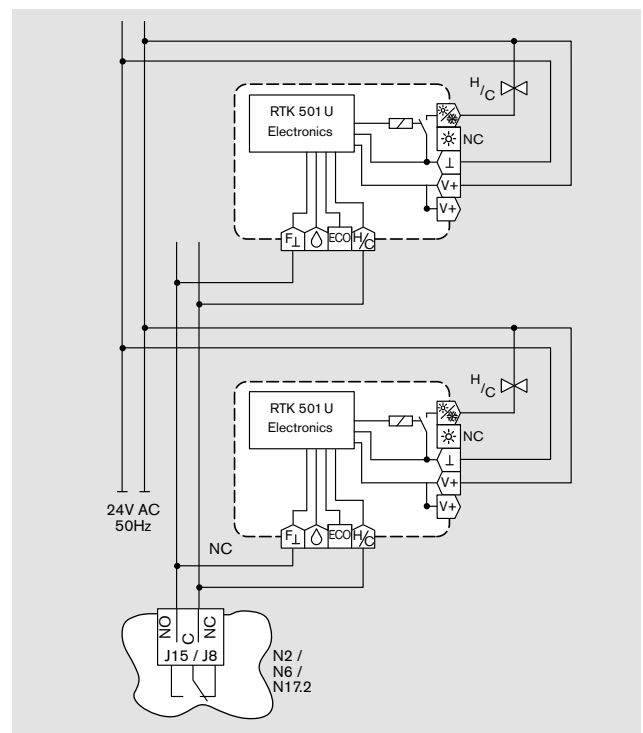 H/C
RTK 501 U
Electronics
NC
⊥
V+
V+
F⊥
ECO
H/C
H/C
RTK 501 U
Electronics
NC
⊥
V+
V+
24V AC
50Hz
F⊥
ECO
H/C
NC
NO
C
NC
J15 / J8
N2 /
N6 /
N17.2